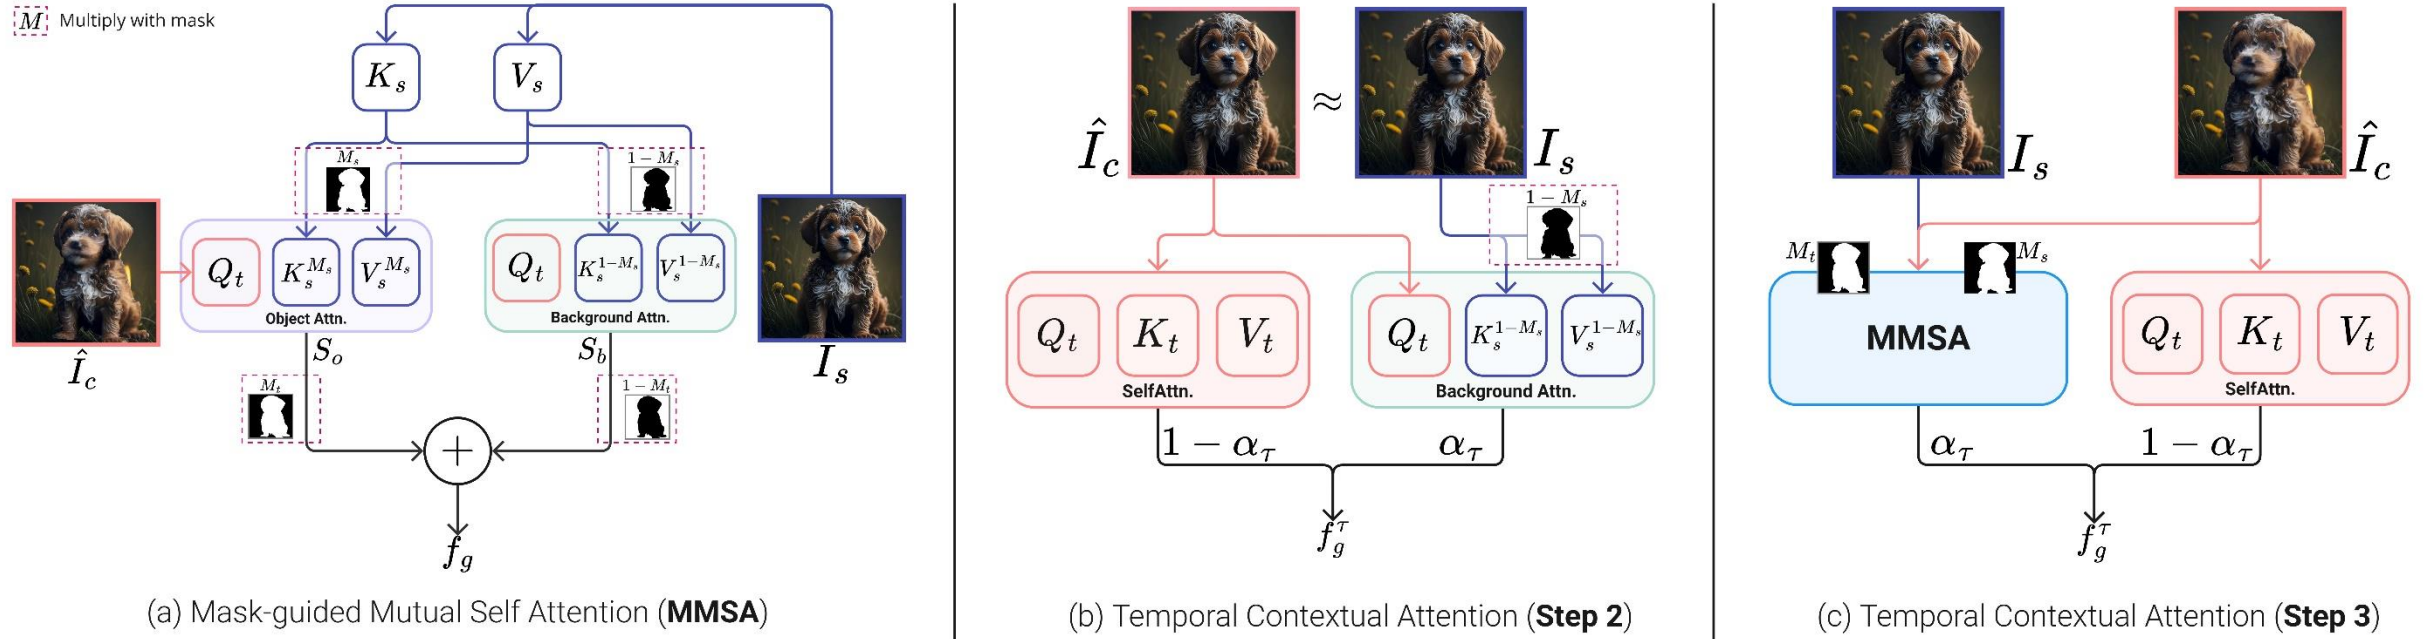 M Multiply with mask
K_s V_s
M_s 1 − M_s
Q_t K_s^{M_s} V_s^{M_s}
Object Attn.
Q_t K_s^{1−M_s} V_s^{1−M_s}
Background Attn.
Î_c
S_o S_b
I_s
M_t 1 − M_t
+
f_g
(a) Mask-guided Mutual Self Attention (MMSA)
Î_c ≈ I_s
1 − M_s
Q_t K_t V_t
SelfAttn.
Q_t K_s^{1−M_s} V_s^{1−M_s}
Background Attn.
1 − α_τ α_τ
f_g^τ
(b) Temporal Contextual Attention (Step 2)
I_s Î_c
M_t M_s
MMSA
Q_t K_t V_t
SelfAttn.
α_τ 1 − α_τ
f_g^τ
(c) Temporal Contextual Attention (Step 3)